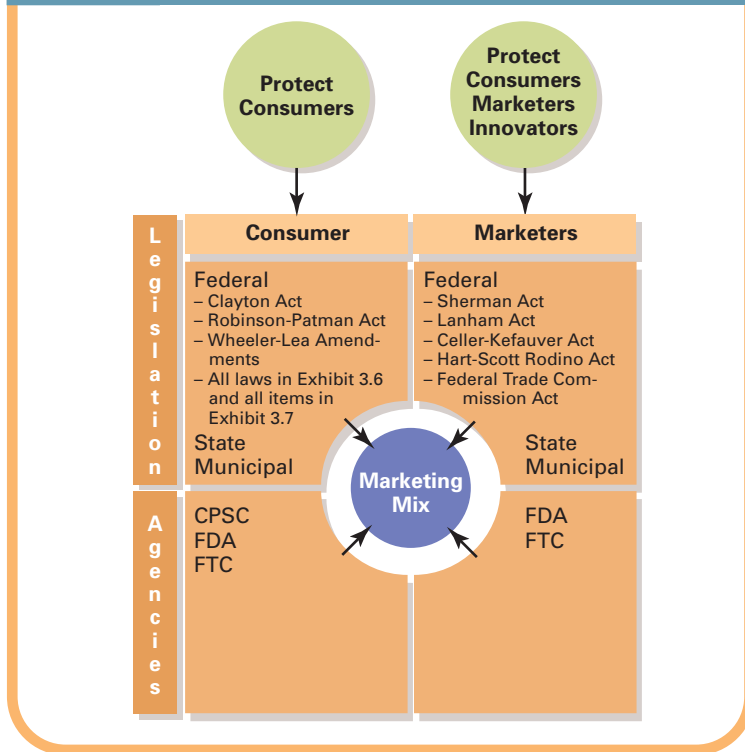 Protect
Consumers
Protect
Consumers
Marketers
Innovators
Legislation
Consumer
Federal
– Clayton Act
– Robinson-Patman Act
– Wheeler-Lea Amend-
ments
– All laws in Exhibit 3.6
and all items in
Exhibit 3.7
State
Municipal
Marketers
Federal
– Sherman Act
– Lanham Act
– Celler-Kefauver Act
– Hart-Scott Rodino Act
– Federal Trade Com-
mission Act
State
Municipal
Marketing
Mix
Agencies
CPSC
FDA
FTC
FDA
FTC